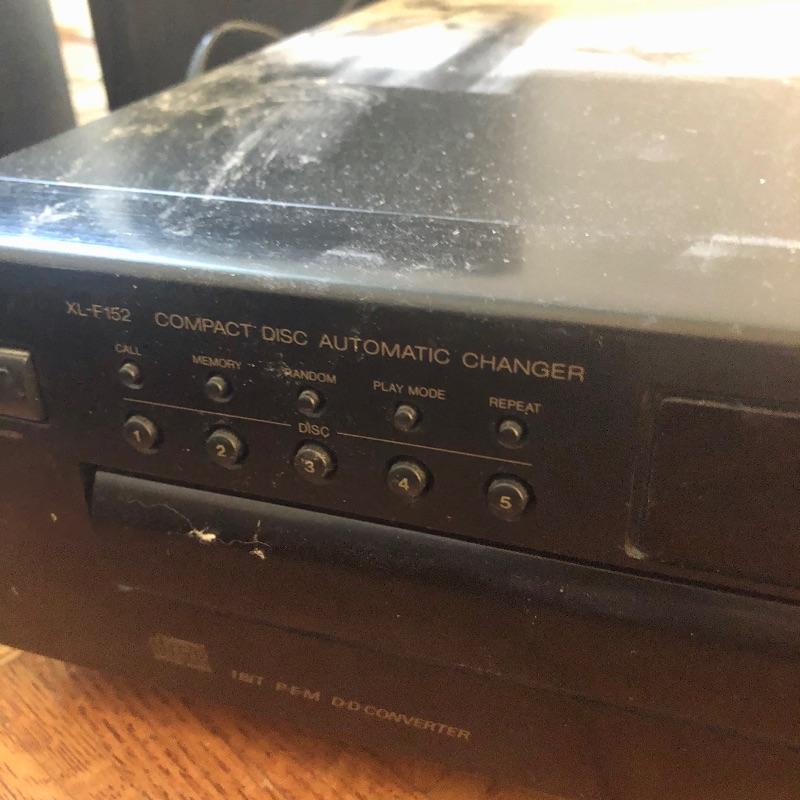 XL-F152 COMPACT DISC AUTOMATIC CHANGER
CALL MEMORY RANDOM PLAY MODE REPEAT
DISC
1 2 3 4 5
1BIT P·E·M D·D CONVERTER